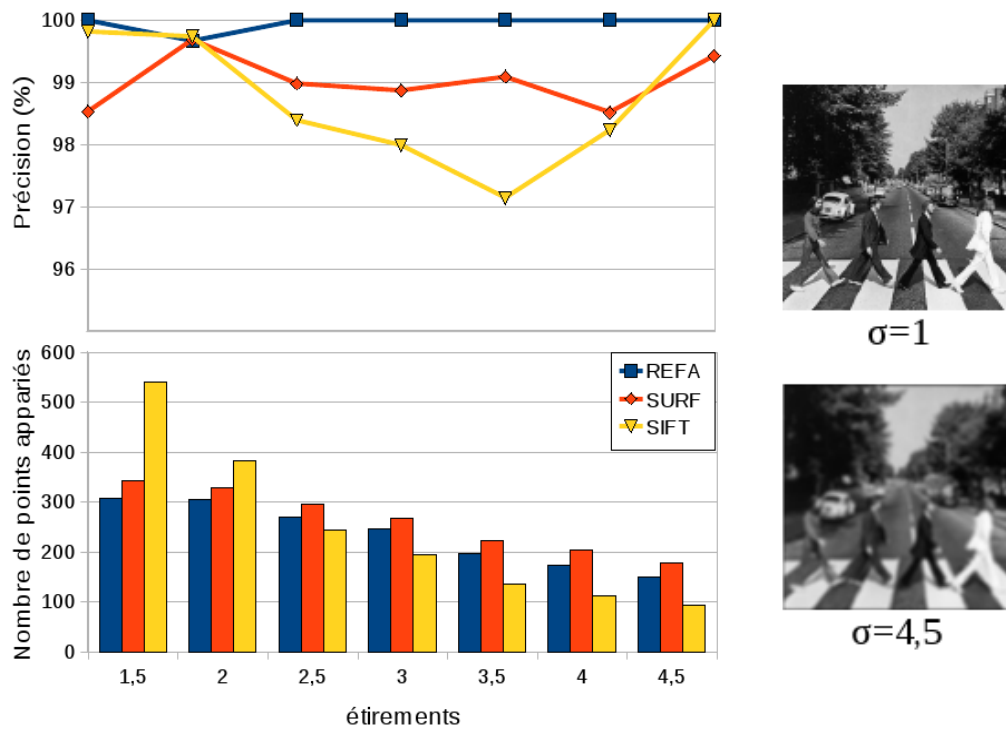 Précision (%)
100
99
98
97
96
Nombre de points appariés
600
500
400
300
200
100
0
REFA
SURF
SIFT
1,5 2 2,5 3 3,5 4 4,5
étirements
σ=1
σ=4,5